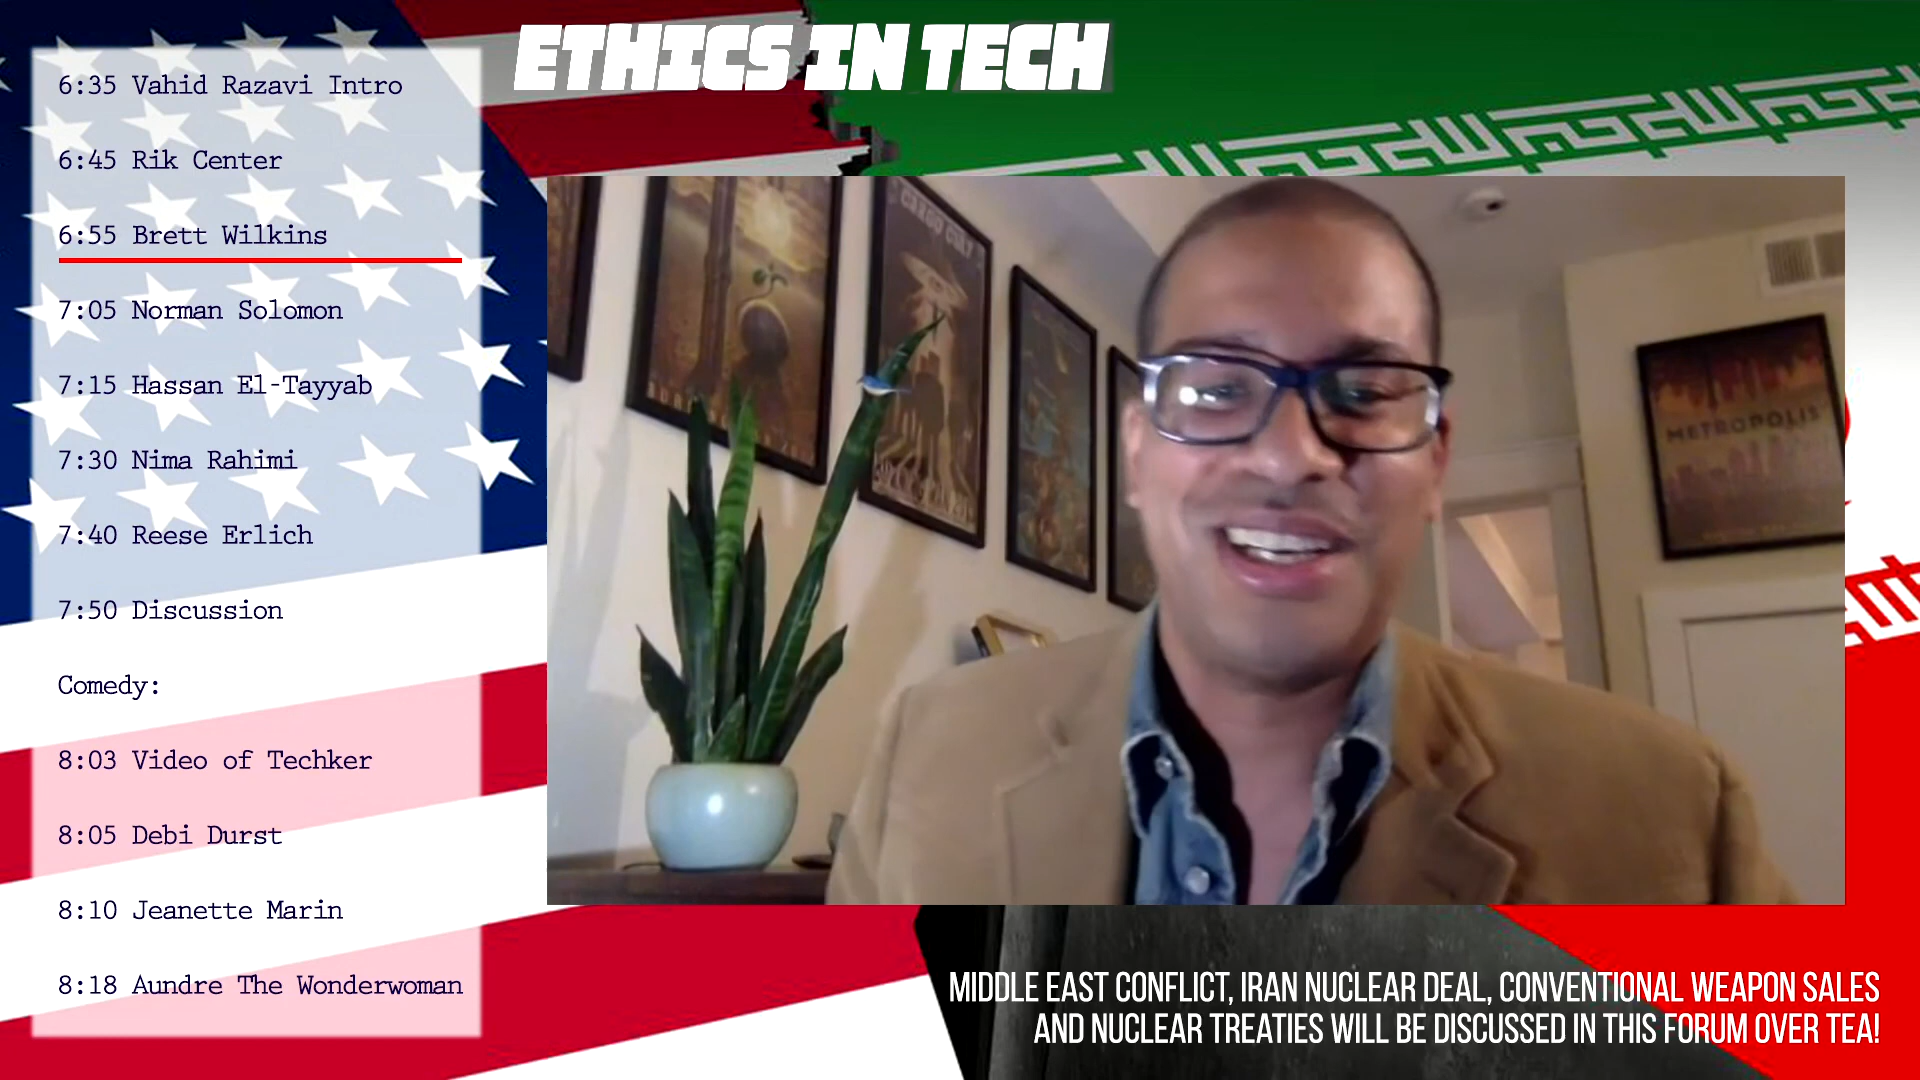 ETHICS IN TECH
6:35 Vahid Razavi Intro
6:45 Rik Center
6:55 Brett Wilkins
7:05 Norman Solomon
7:15 Hassan El-Tayyab
7:30 Nima Rahimi
7:40 Reese Erlich
7:50 Discussion
Comedy:
8:03 Video of Techker
8:05 Debi Durst
8:10 Jeanette Marin
8:18 Aundre The Wonderwoman
CARGO CULT
METROPOLIS
MIDDLE EAST CONFLICT, IRAN NUCLEAR DEAL, CONVENTIONAL WEAPON SALES
AND NUCLEAR TREATIES WILL BE DISCUSSED IN THIS FORUM OVER TEA!